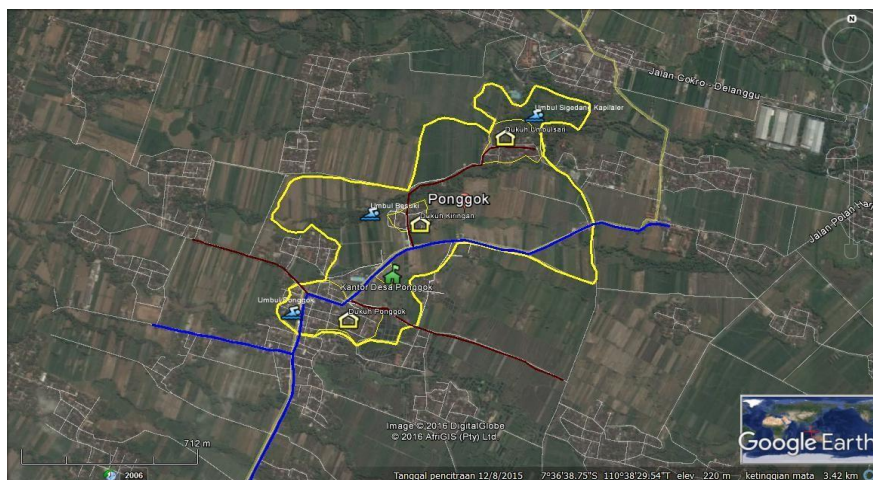 N
Jalan Cokro - Delanggu
Umbul Sigedang Kapilaler
Dukuh Umbulsari
Ponggok
Umbul Besuki
Dukuh Kiringan
Jalan Polan Har
Kantor Desa Ponggok
Umbul Ponggok
Dukuh Ponggok
Image © 2016 DigitalGlobe
© 2016 AfriGIS (Pty) Ltd.
712 m
Google Earth
2006
Tanggal pencitraan 12/8/2015 7°36'38.75"S 110°38'29.54"T elev 220 m ketinggian mata 3.42 km